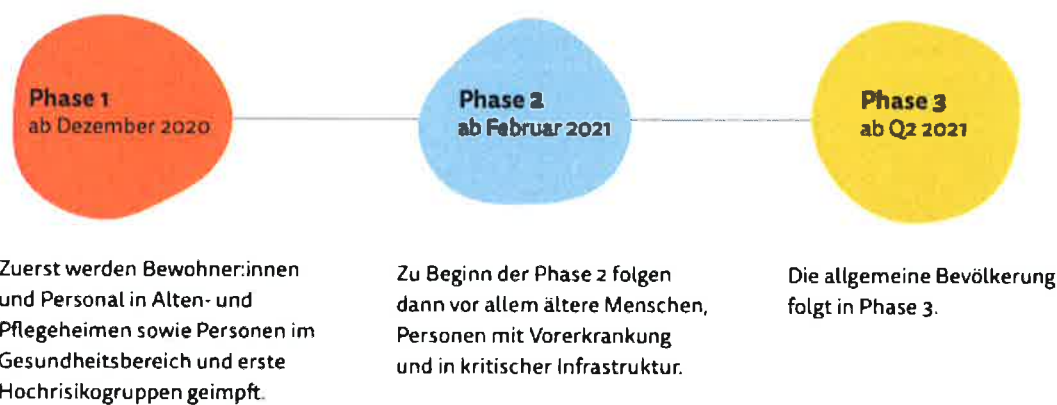 Phase 1
ab Dezember 2020
Phase 2
ab Februar 2021
Phase 3
ab Q2 2021
Zuerst werden Bewohner:innen
und Personal in Alten- und
Pflegeheimen sowie Personen im
Gesundheitsbereich und erste
Hochrisikogruppen geimpft.
Zu Beginn der Phase 2 folgen
dann vor allem ältere Menschen,
Personen mit Vorerkrankung
und in kritischer Infrastruktur.
Die allgemeine Bevölkerung
folgt in Phase 3.